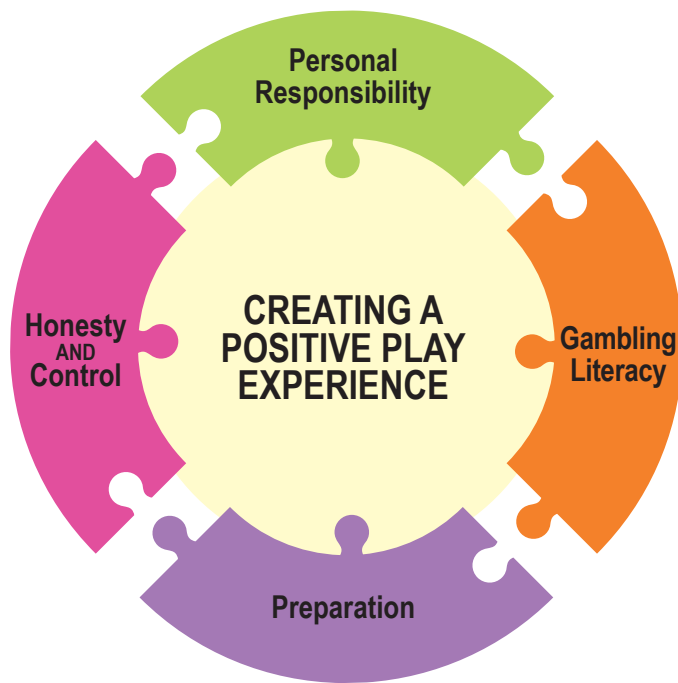 Personal
Responsibility
Honesty
AND
Control
CREATING A
POSITIVE PLAY
EXPERIENCE
Gambling
Literacy
Preparation